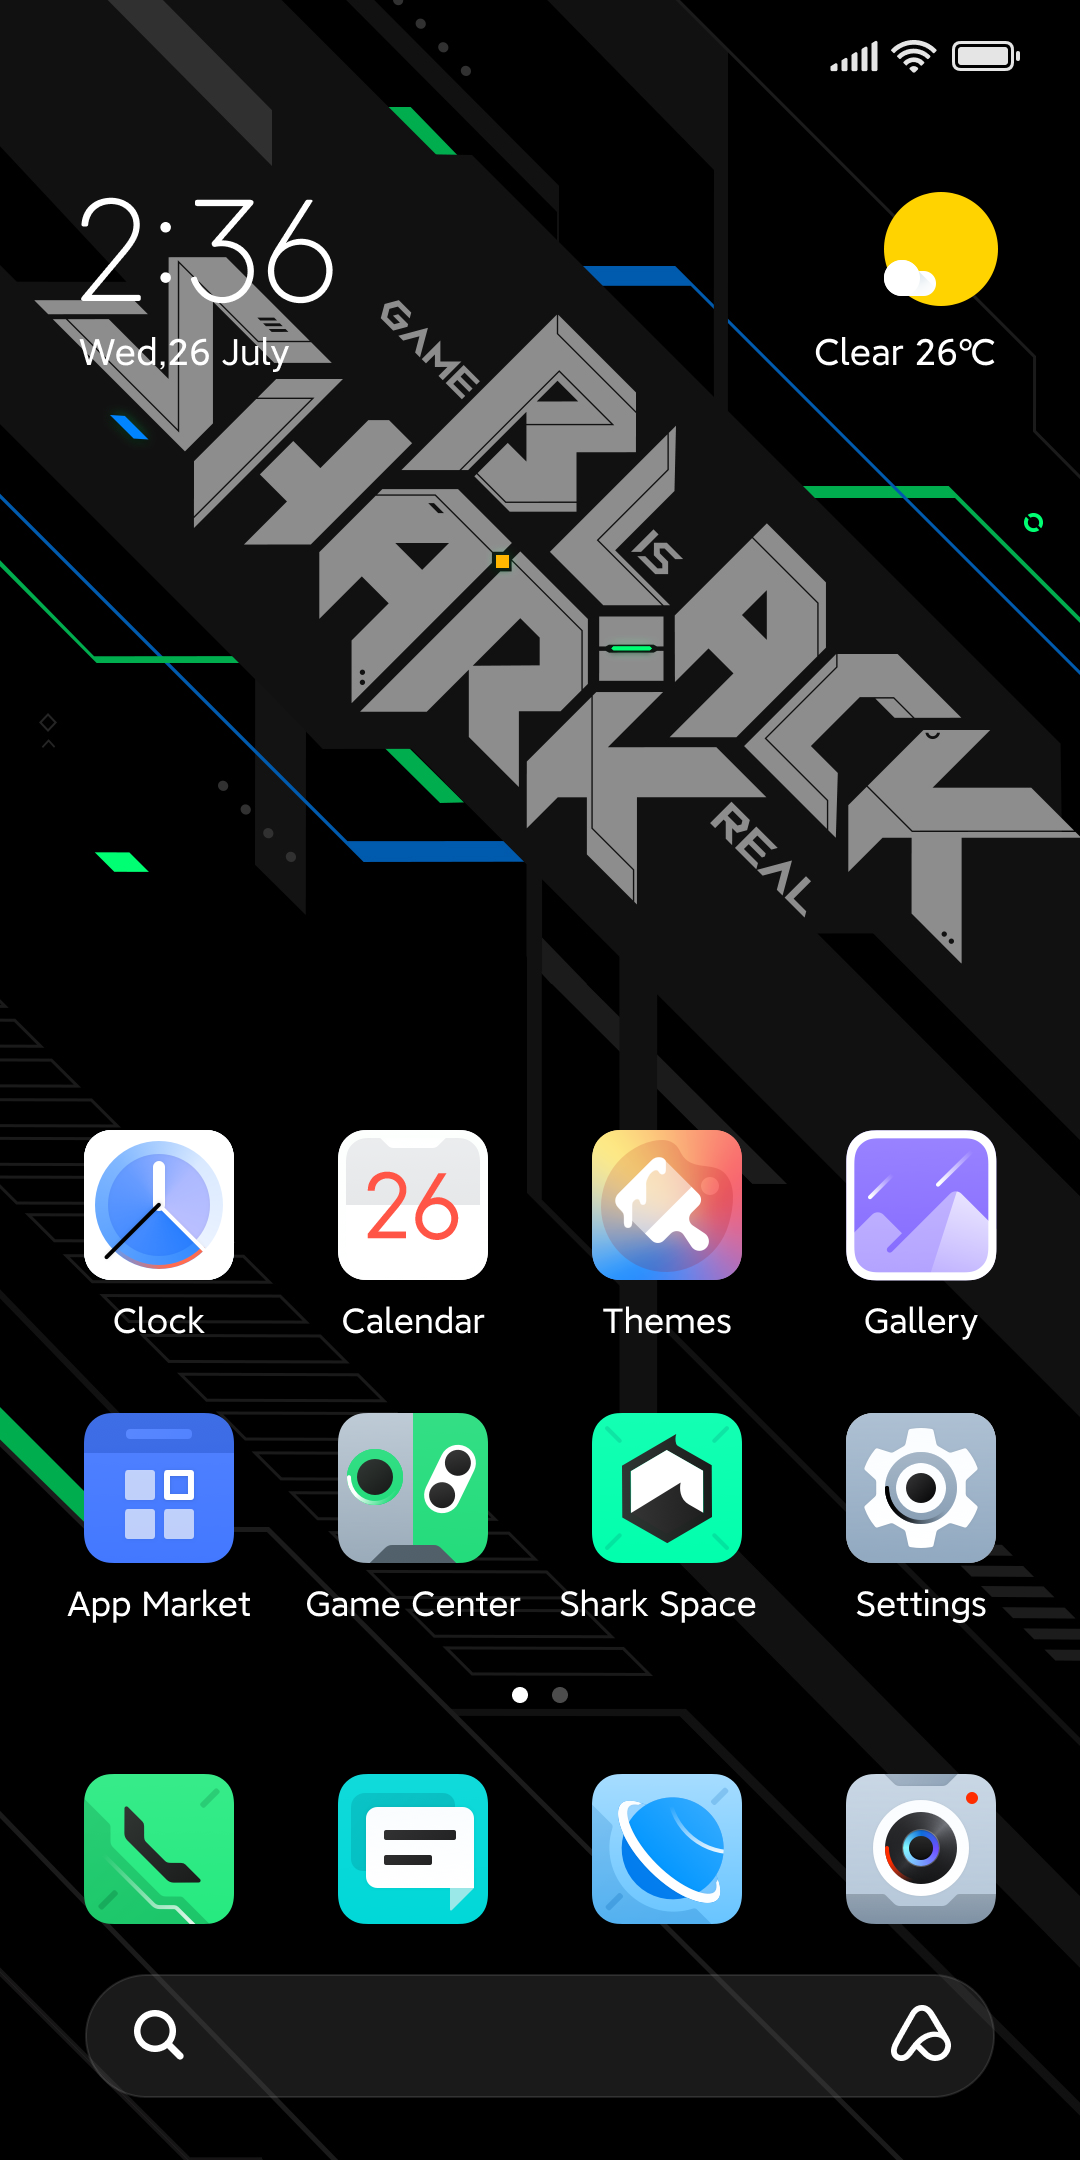 2:36
Wed,26 July
Clear 26℃
GAME
BLACK
SHARK
IS
REAL
26
Clock
Calendar
Themes
Gallery
App Market
Game Center
Shark Space
Settings